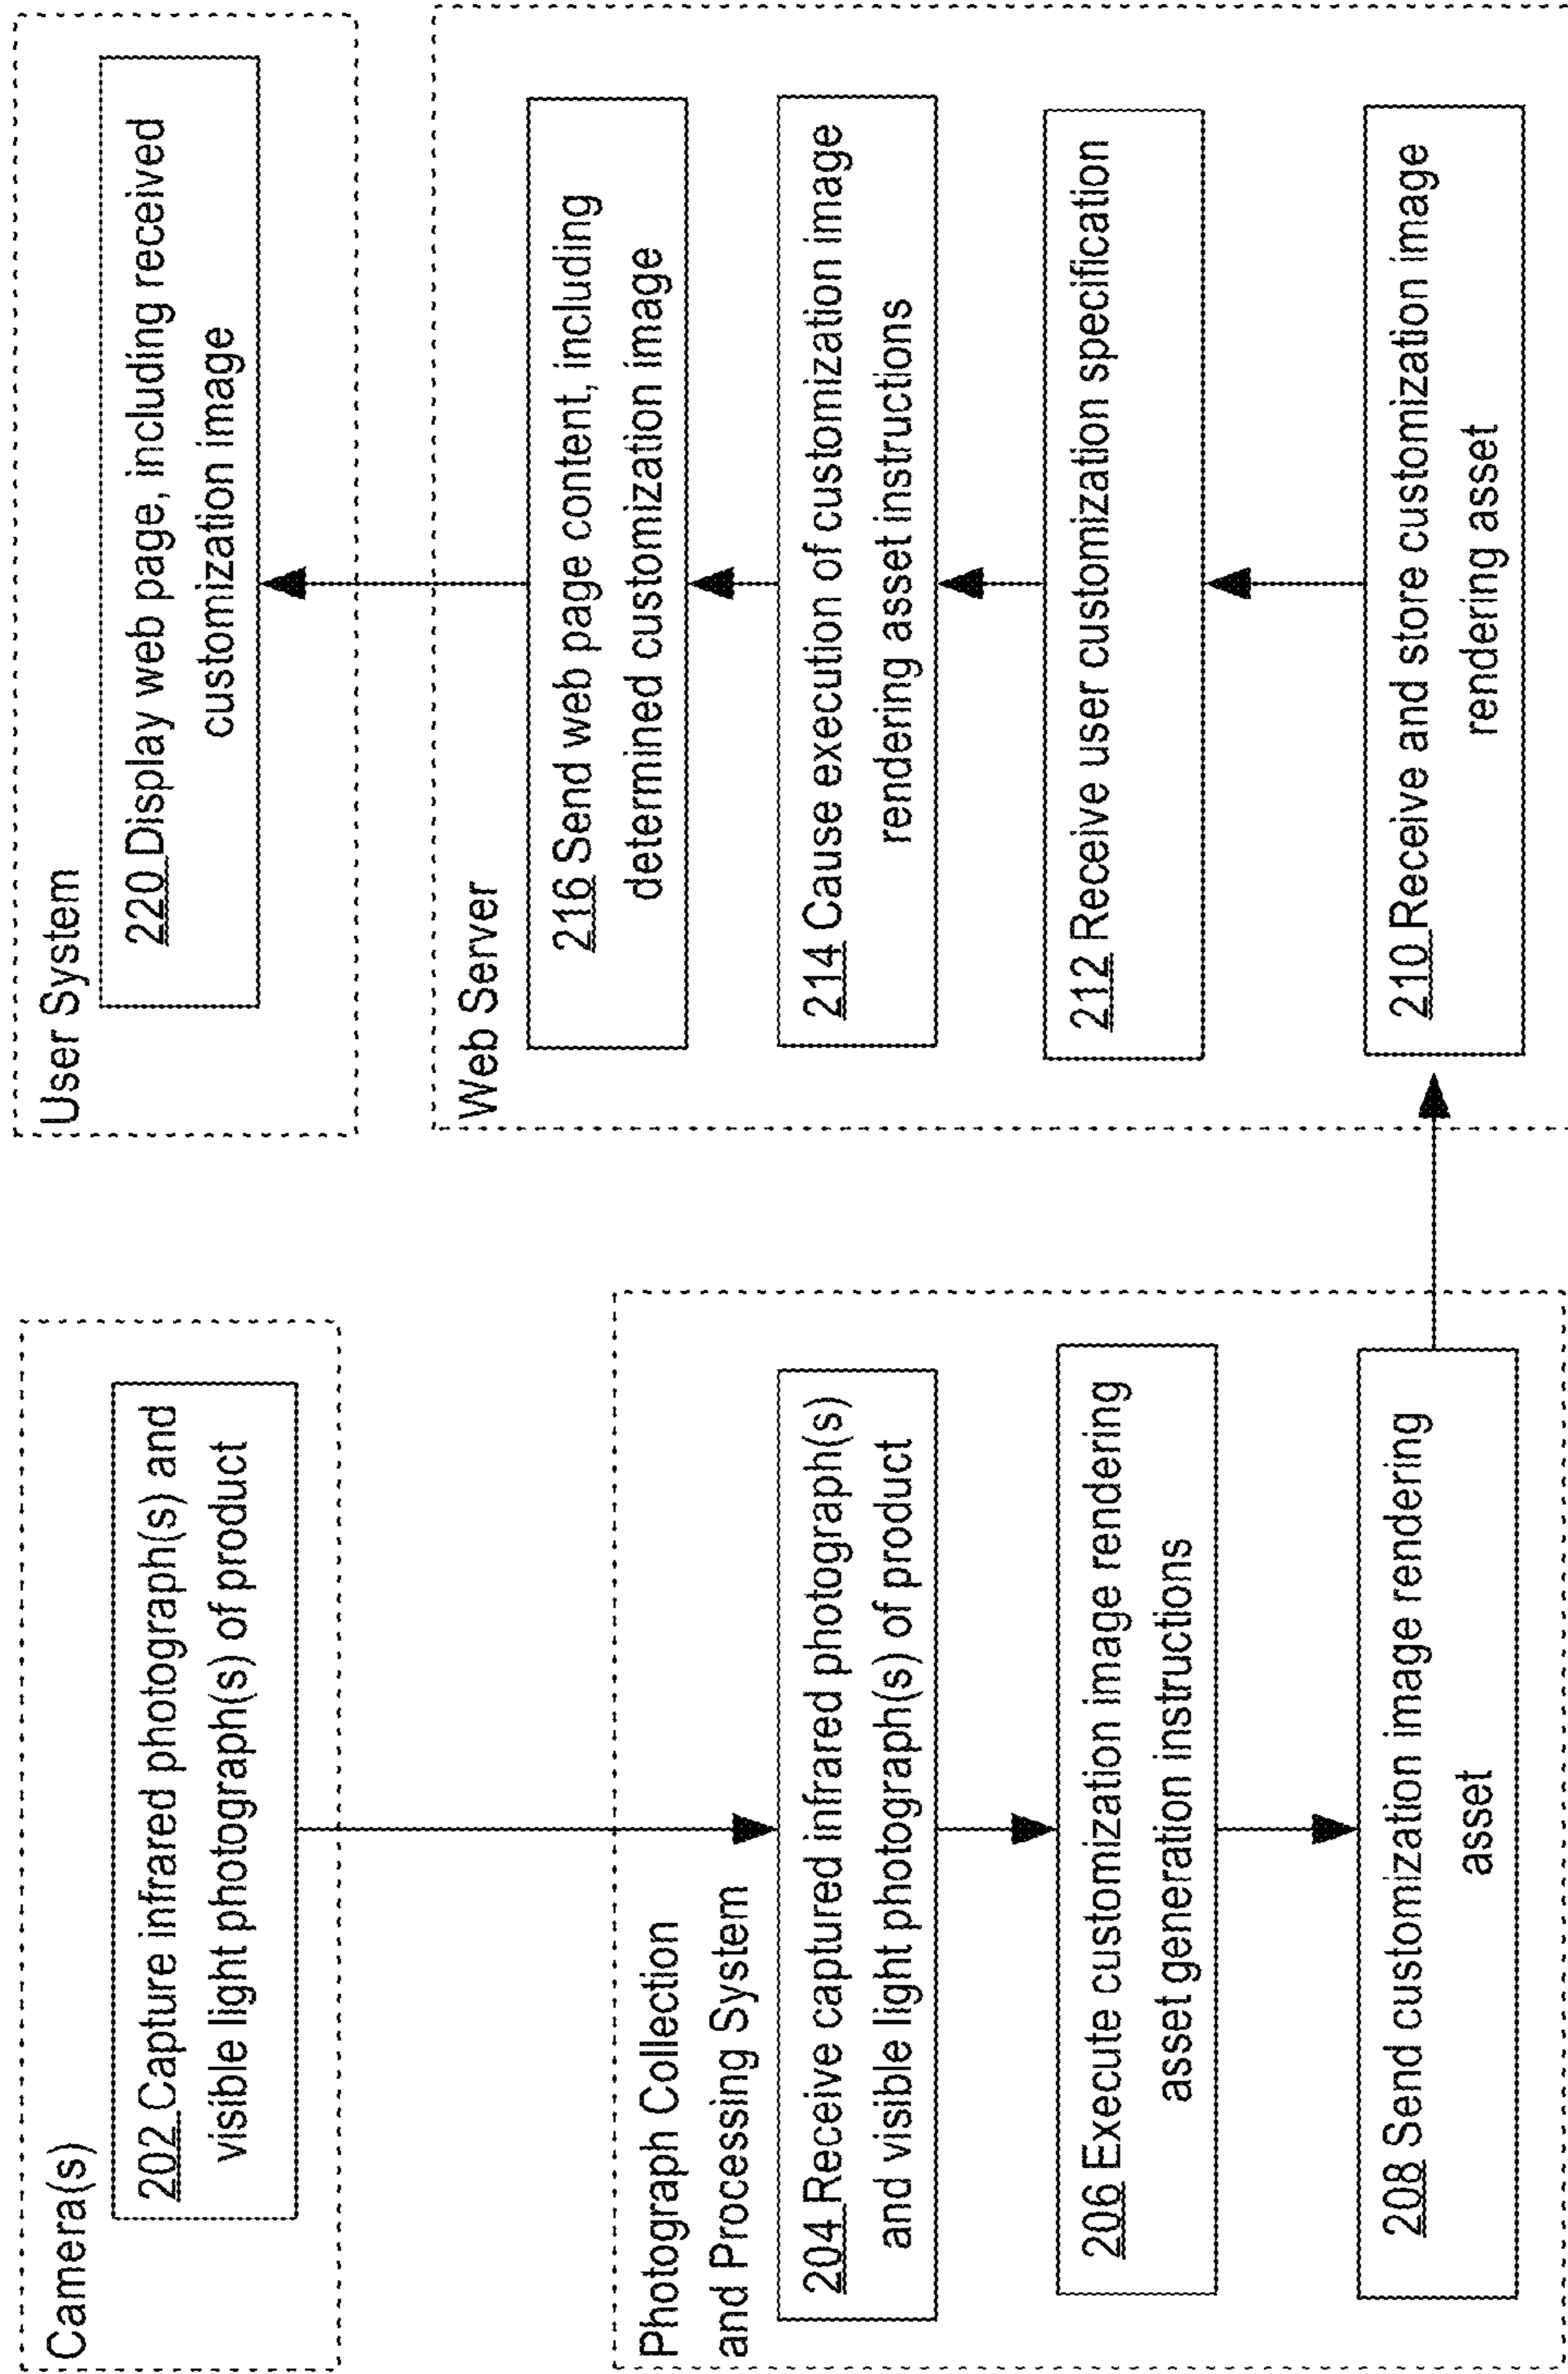 Camera(s)
202 Capture infrared photograph(s) and
visible light photograph(s) of product
Photograph Collection
and Processing System
204 Receive captured infrared photograph(s)
and visible light photograph(s) of product
206 Execute customization image rendering
asset generation instructions
208 Send customization image rendering
asset
User System
220 Display web page, including received
customization image
Web Server
216 Send web page content, including
determined customization image
214 Cause execution of customization image
rendering asset instructions
212 Receive user customization specification
210 Receive and store customization image
rendering asset